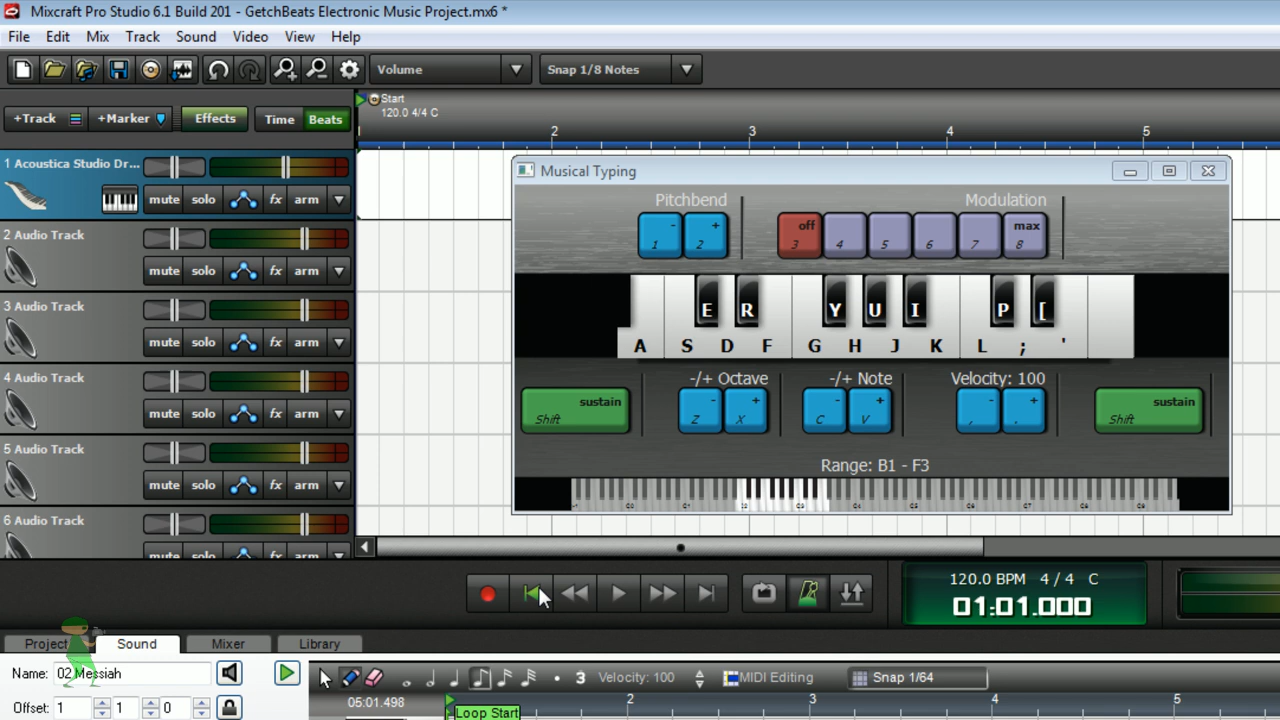 Mixcraft Pro Studio 6.1 Build 201 - GetchBeats Electronic Music Project.mx6 *
File Edit Mix Track Sound Video View Help
Volume Snap 1/8 Notes
+Track +Marker Effects Time Beats
Start
120.0 4/4 C
2 3 4 5
1 Acoustica Studio Dr...
mute solo fx arm
2 Audio Track
mute solo fx arm
3 Audio Track
mute solo fx arm
4 Audio Track
mute solo fx arm
5 Audio Track
mute solo fx arm
6 Audio Track
mute solo fx arm
Musical Typing
Pitchbend Modulation
- + off max
1 2 3 4 5 6 7 8
E R Y U I P [
A S D F G H J K L ; '
-/+ Octave -/+ Note Velocity: 100
sustain - + - + - + sustain
Shift Z X C V , . Shift
Range: B1 - F3
120.0 BPM 4 / 4 C
01:01.000
Project Sound Mixer Library
Name: 02 Messiah
3 Velocity: 100 MIDI Editing Snap 1/64
Offset: 1 1 0
05:01.498 2 3 4 5
Loop Start